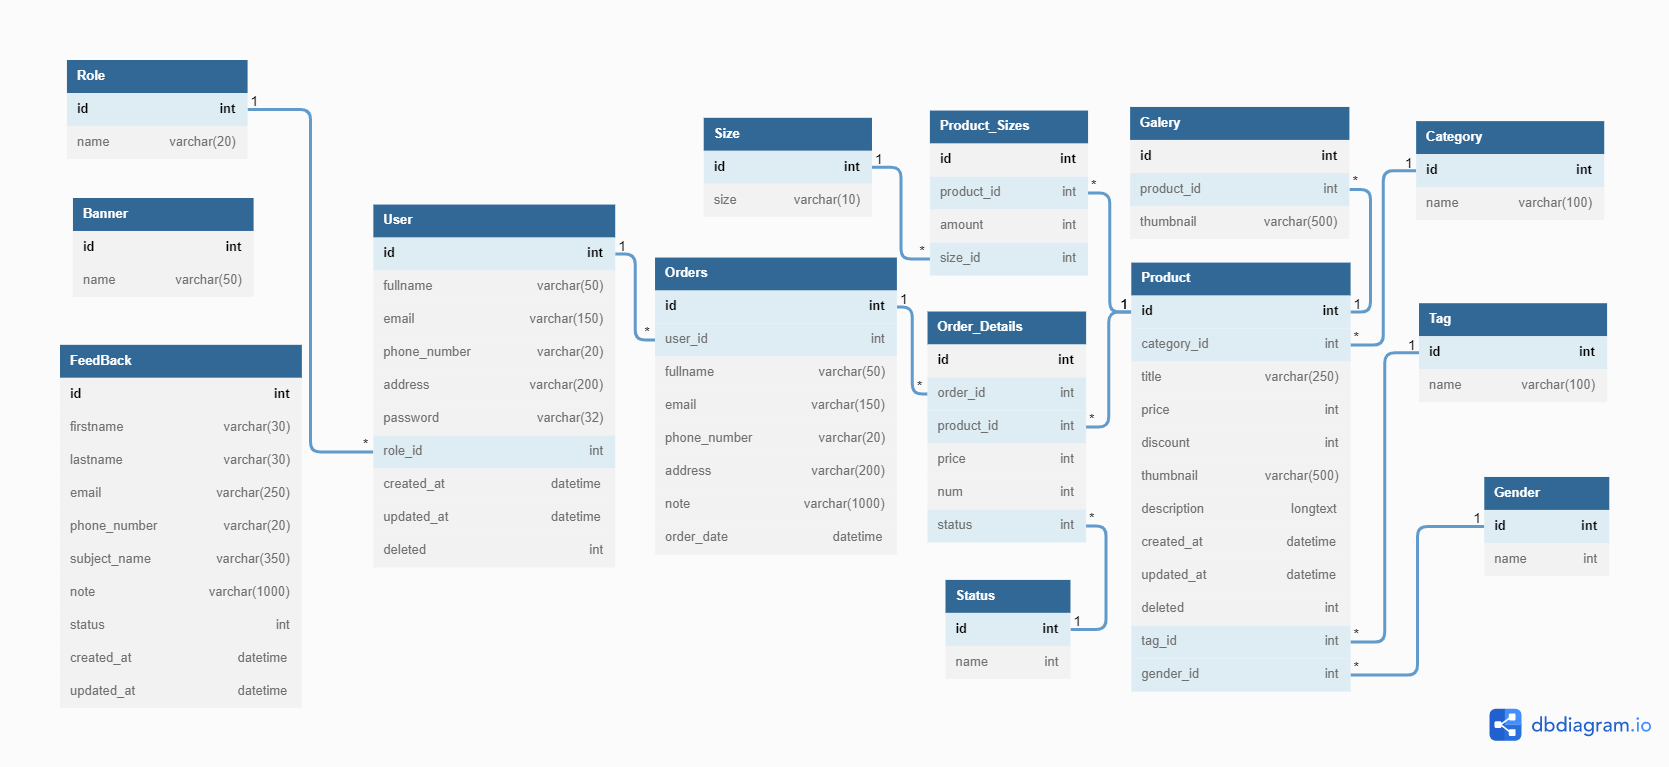 Role
id int
name varchar(20)
1
Banner
id int
name varchar(50)
FeedBack
id int
firstname varchar(30)
lastname varchar(30)
email varchar(250)
phone_number varchar(20)
subject_name varchar(350)
note varchar(1000)
status int
created_at datetime
updated_at datetime
User
id int
fullname varchar(50)
email varchar(150)
phone_number varchar(20)
address varchar(200)
password varchar(32)
* role_id int
created_at datetime
updated_at datetime
deleted int
1
Orders
id int
* user_id int
fullname varchar(50)
email varchar(150)
phone_number varchar(20)
address varchar(200)
note varchar(1000)
order_date datetime
1
Size
id int
size varchar(10)
1
Product_Sizes
id int
product_id int *
amount int
* size_id int
Order_Details
id int
* order_id int
product_id int *
price int
num int
status int *
Status
id int
name int
1
Galery
id int
product_id int *
thumbnail varchar(500)
Product
1 id int 1
category_id int *
title varchar(250)
price int
discount int
thumbnail varchar(500)
description longtext
created_at datetime
updated_at datetime
deleted int
tag_id int *
gender_id int *
Category
1 id int
name varchar(100)
Tag
1 id int
name varchar(100)
Gender
1 id int
name int
dbdiagram.io